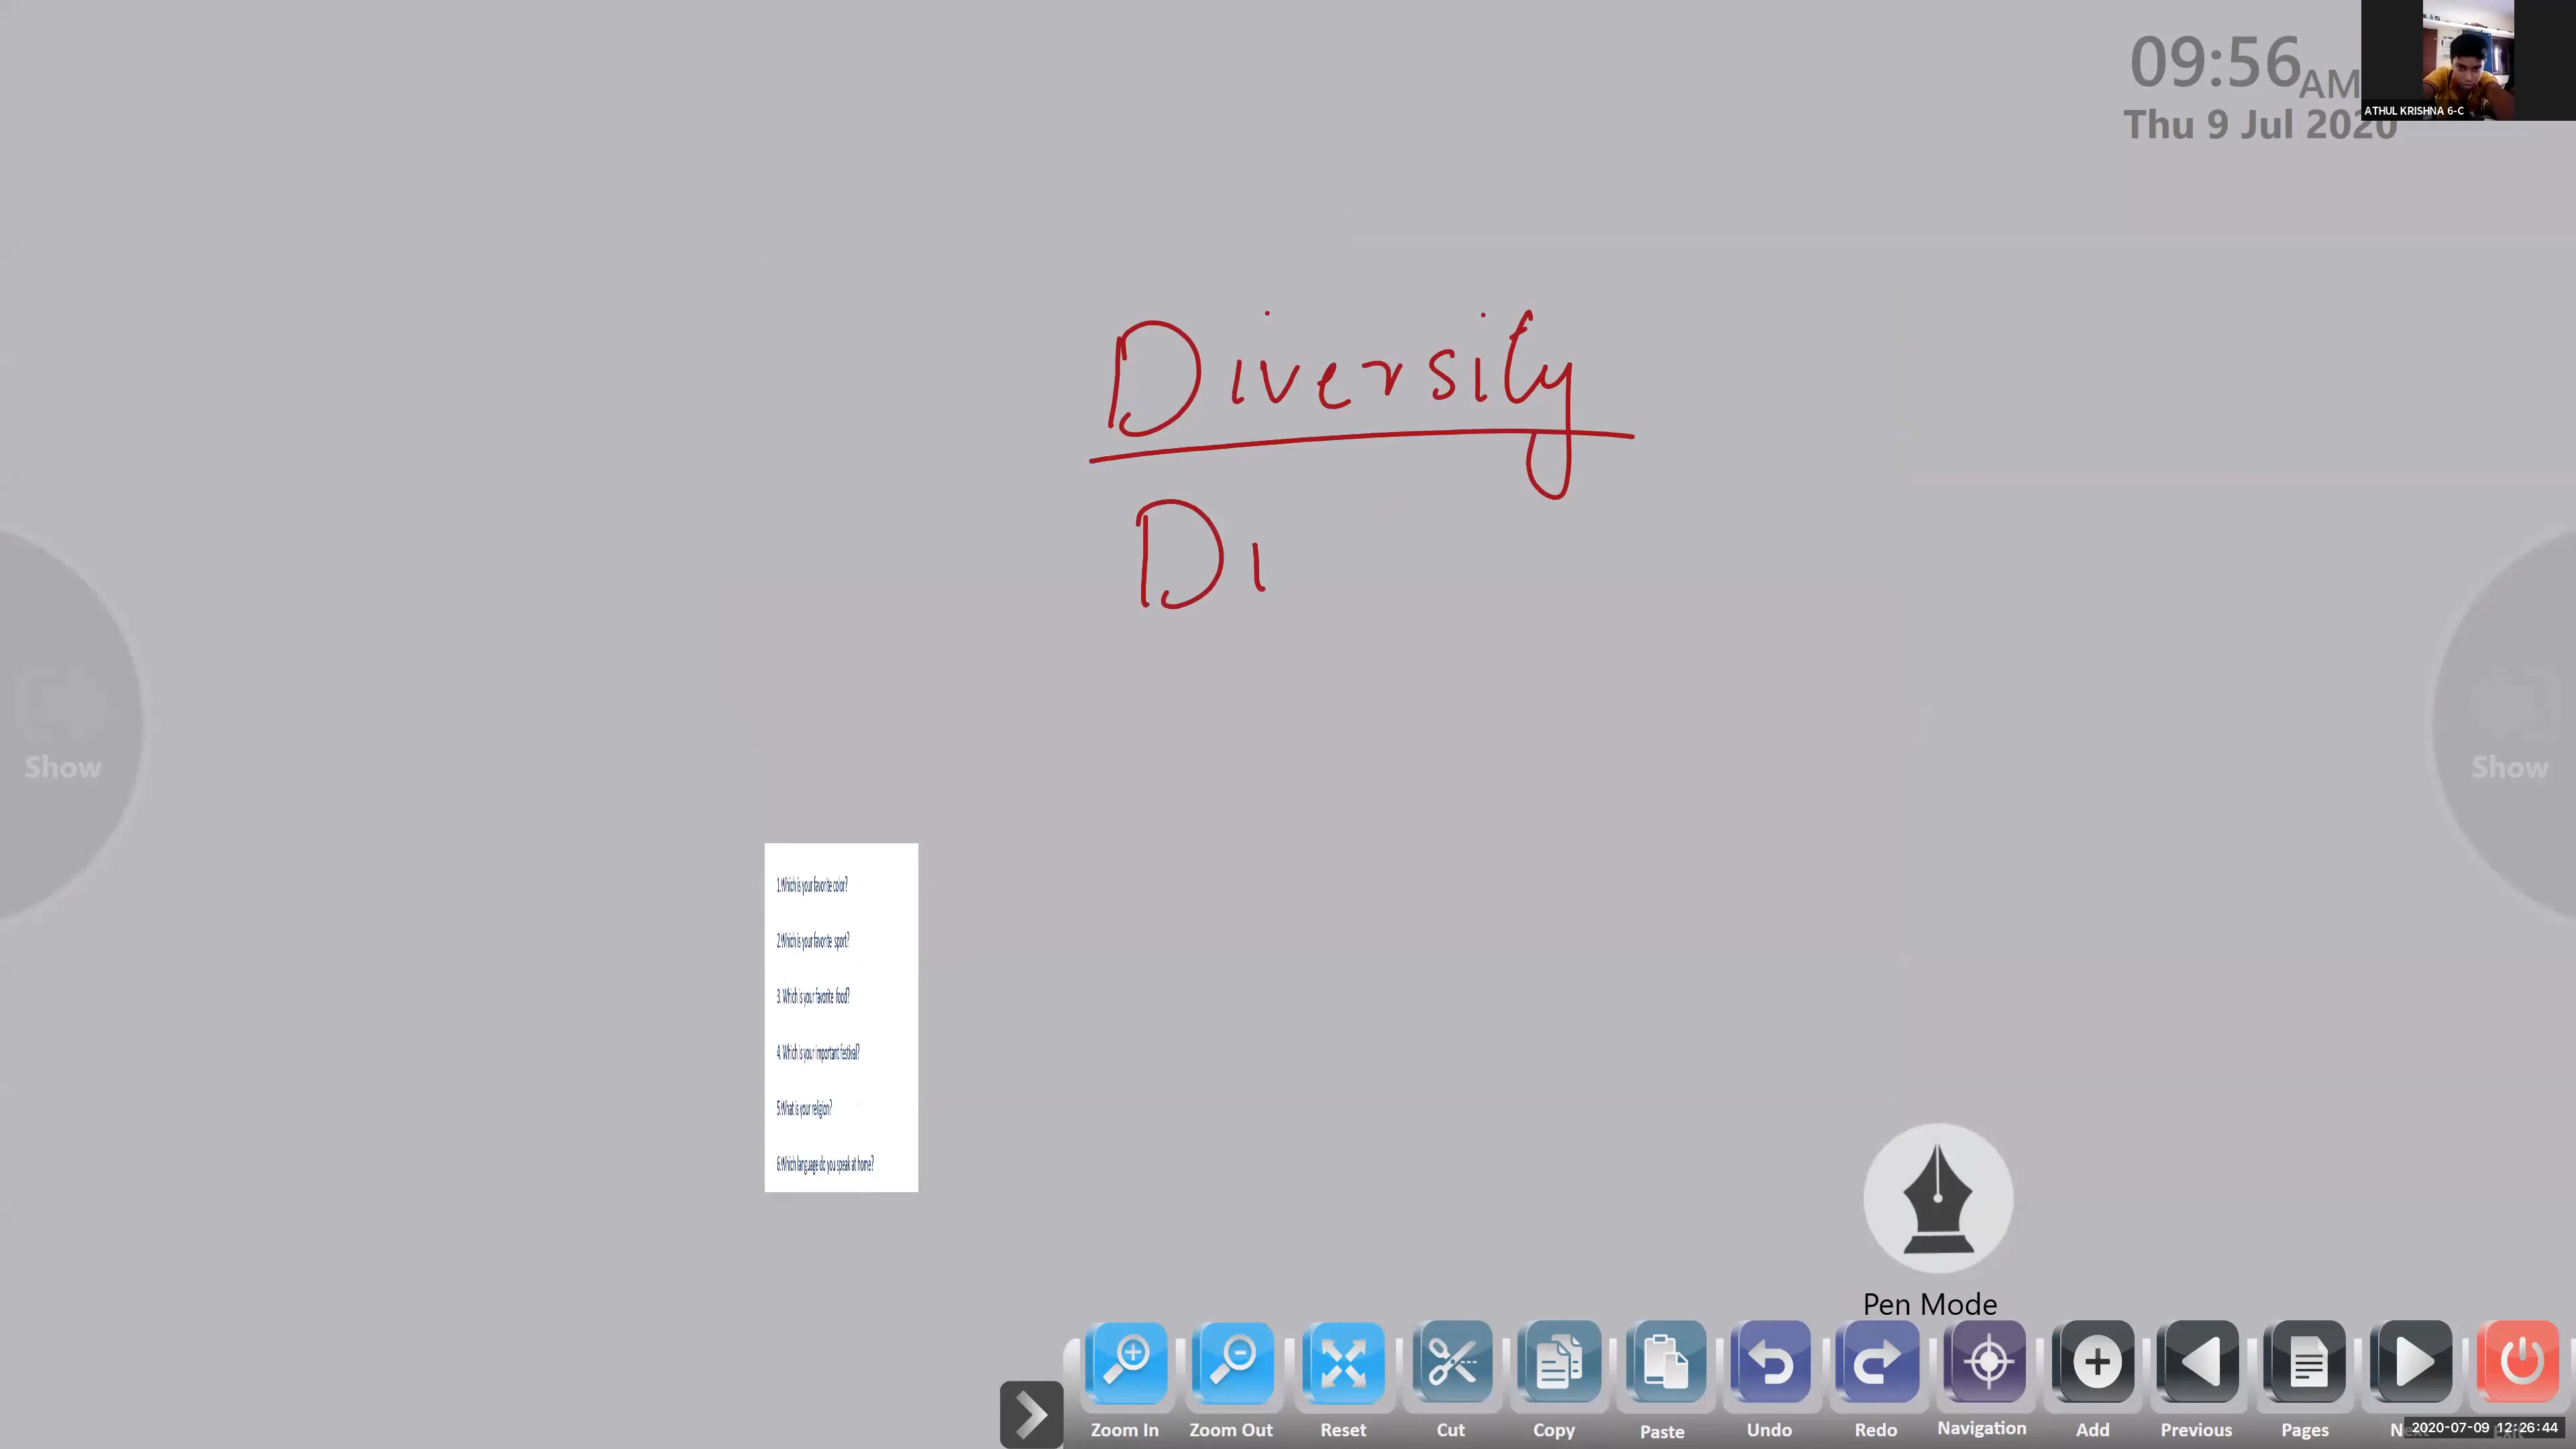 09:56 AM
Thu 9 Jul 2020
ATHUL KRISHNA 6-C
Diversity
Di
Show
Show
1.Which is your favorite color?
2.Which is your favorite sport?
3. Which is your favorite food?
4. Which is your important festival?
5.What is your religion?
6.Which language do you speak at home?
Pen Mode
Zoom In Zoom Out Reset Cut Copy Paste Undo Redo Navigation Add Previous Pages
2020-07-09 12:26:44